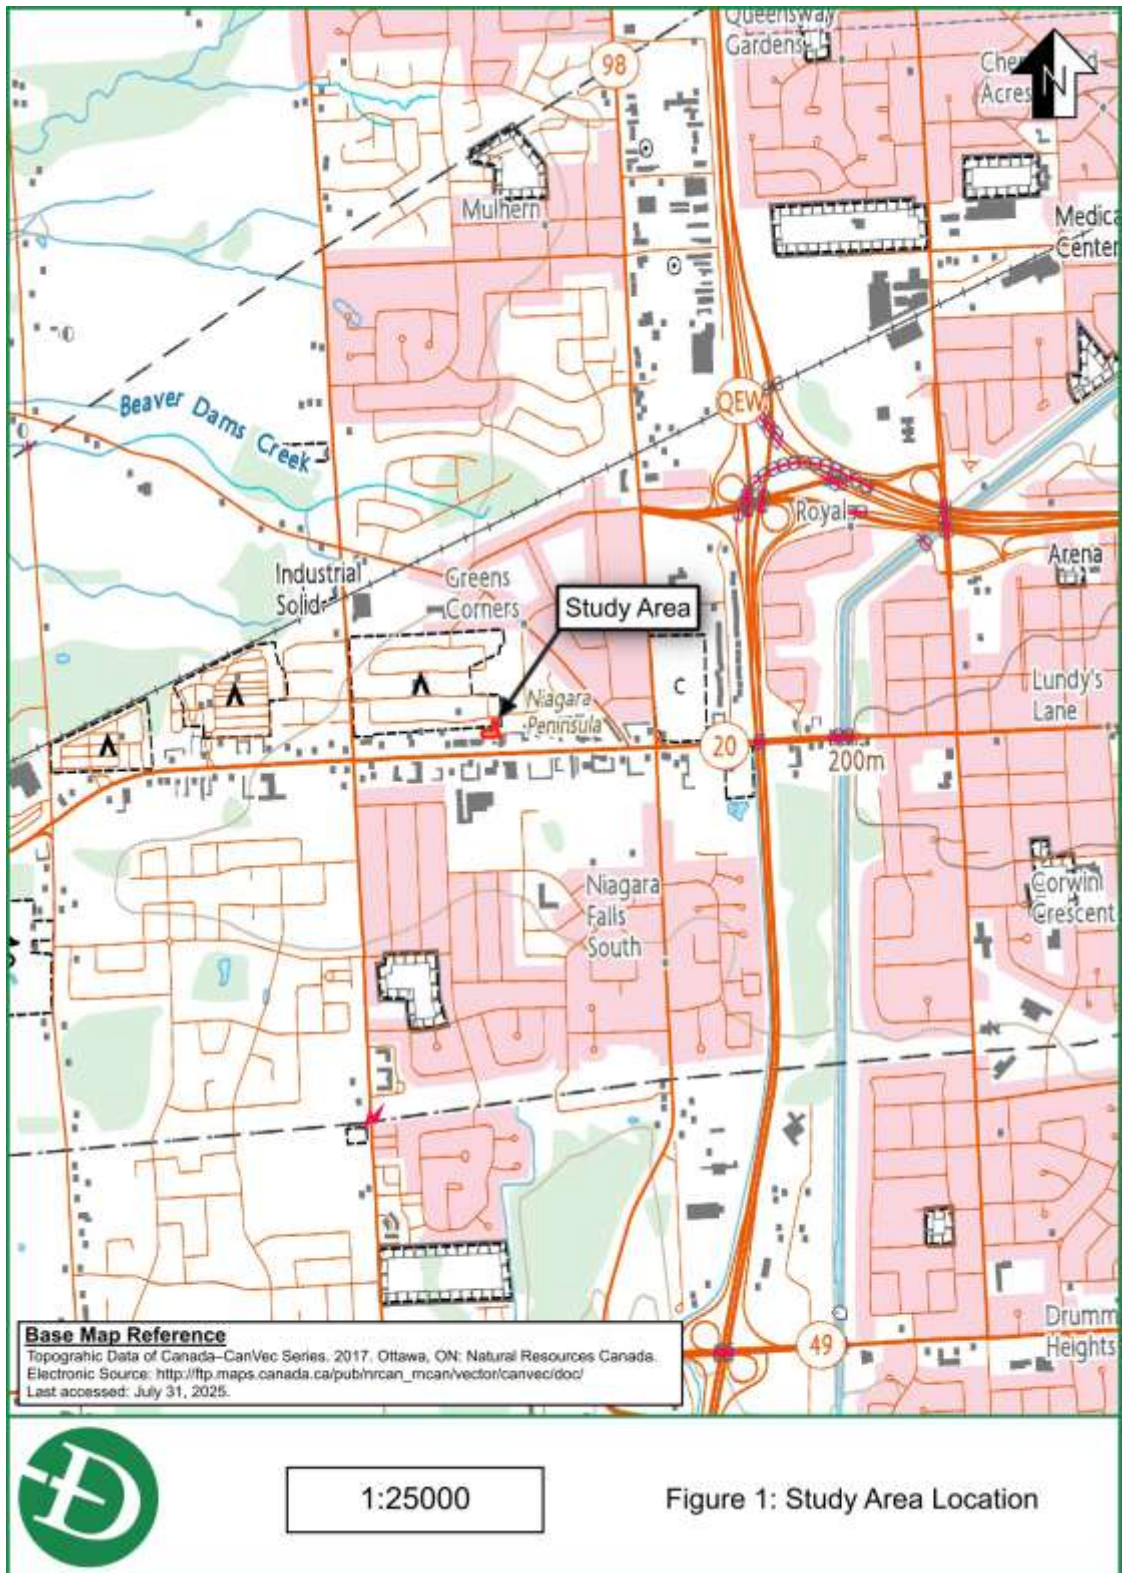 Queensway
Gardens
98
N
Acres
Mulhern
Medica
Center
QEW
Beaver Dams Creek
Royal
Arena
Industrial
Solid
Greens
Corners
Study Area
C
Niagara
Peninsula
Lundy's
Lane
20
200m
Niagara
Falls
South
Corwin
Crescent
Drumm
Heights
49
Base Map Reference
Topograhic Data of Canada–CanVec Series. 2017. Ottawa, ON: Natural Resources Canada.
Electronic Source: http://ftp.maps.canada.ca/pub/nrcan_rncan/vector/canvec/doc/
Last accessed: July 31, 2025.
D
1:25000
Figure 1: Study Area Location